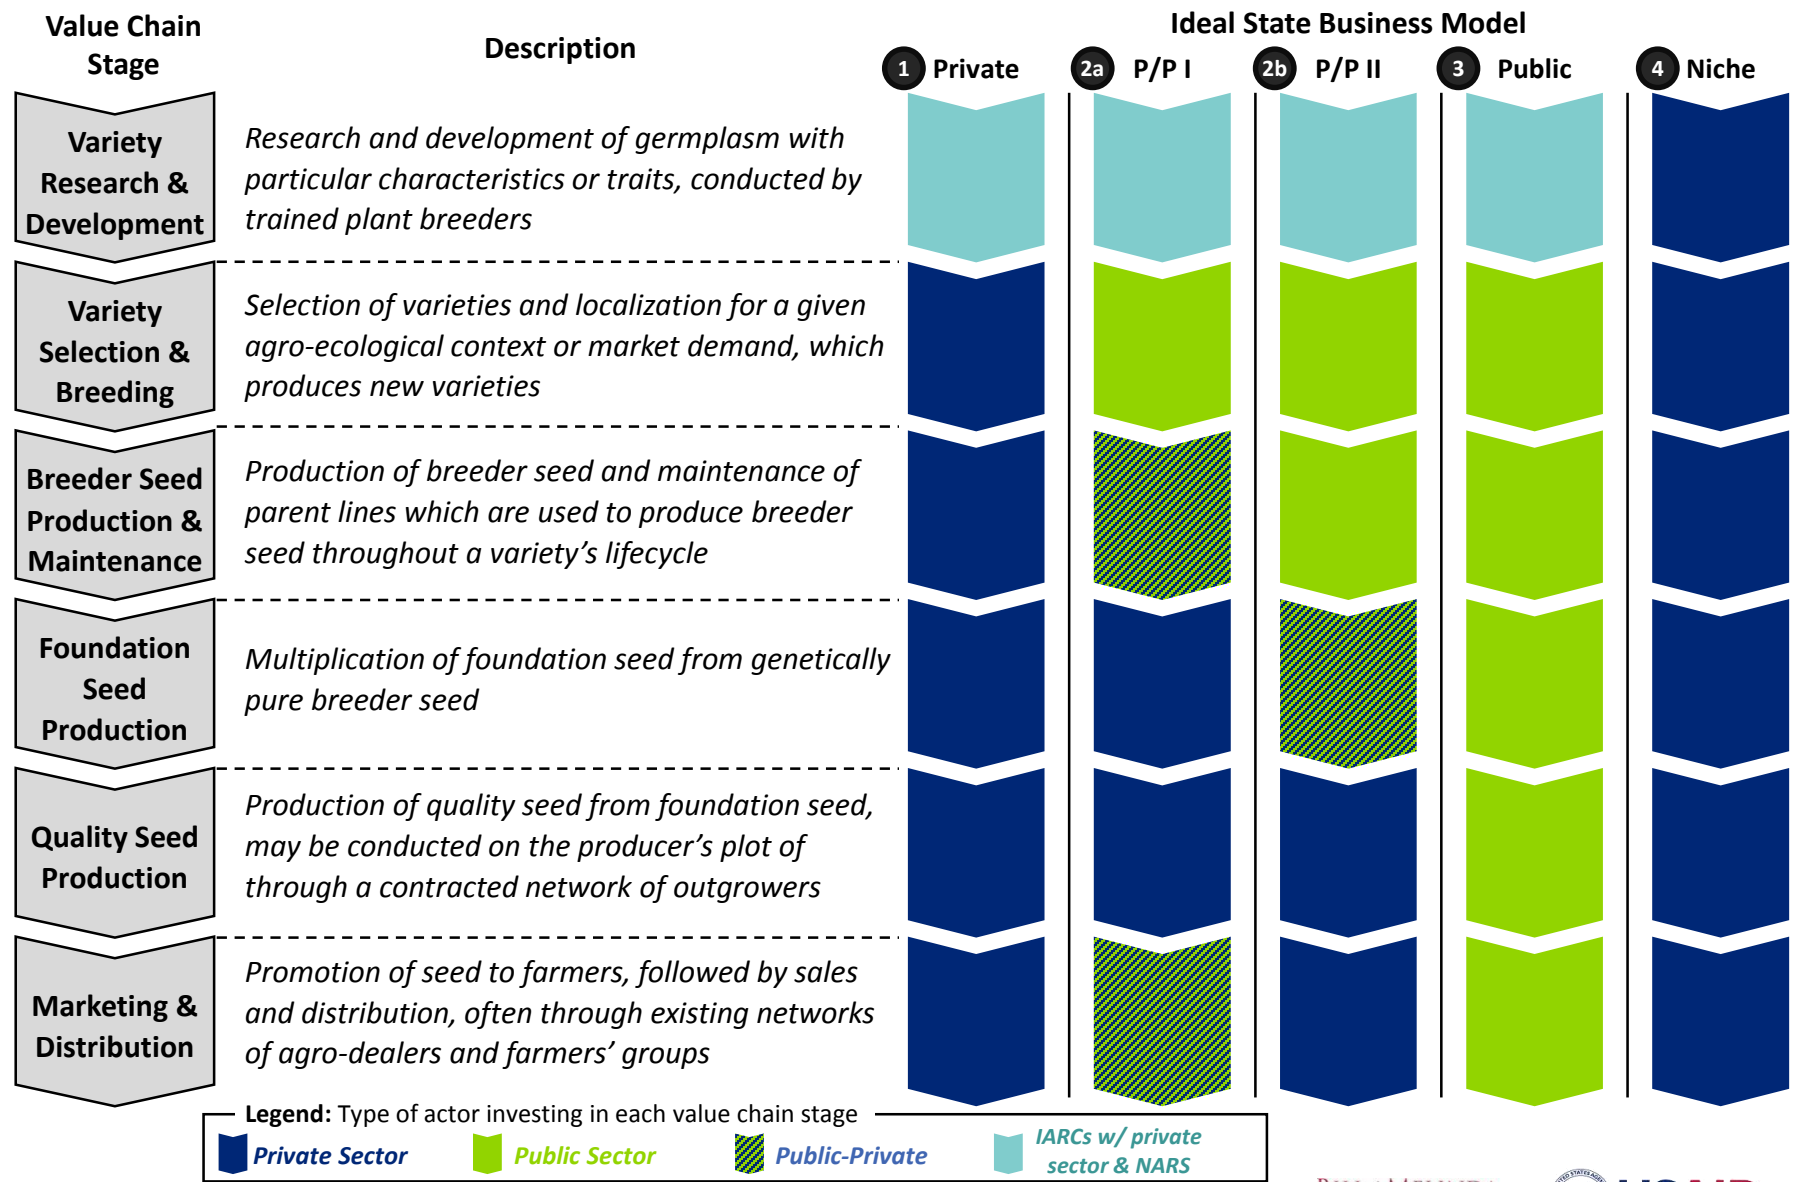 Value Chain
Stage
Description
Ideal State Business Model
1 Private
2a P/P I
2b P/P II
3 Public
4 Niche
Variety
Research &
Development
Research and development of germplasm with
particular characteristics or traits, conducted by
trained plant breeders
Variety
Selection &
Breeding
Selection of varieties and localization for a given
agro-ecological context or market demand, which
produces new varieties
Breeder Seed
Production &
Maintenance
Production of breeder seed and maintenance of
parent lines which are used to produce breeder
seed throughout a variety’s lifecycle
Foundation
Seed
Production
Multiplication of foundation seed from genetically
pure breeder seed
Quality Seed
Production
Production of quality seed from foundation seed,
may be conducted on the producer’s plot of
through a contracted network of outgrowers
Marketing &
Distribution
Promotion of seed to farmers, followed by sales
and distribution, often through existing networks
of agro-dealers and farmers’ groups
Legend: Type of actor investing in each value chain stage
Private Sector
Public Sector
Public-Private
IARCs w/ private
sector & NARS